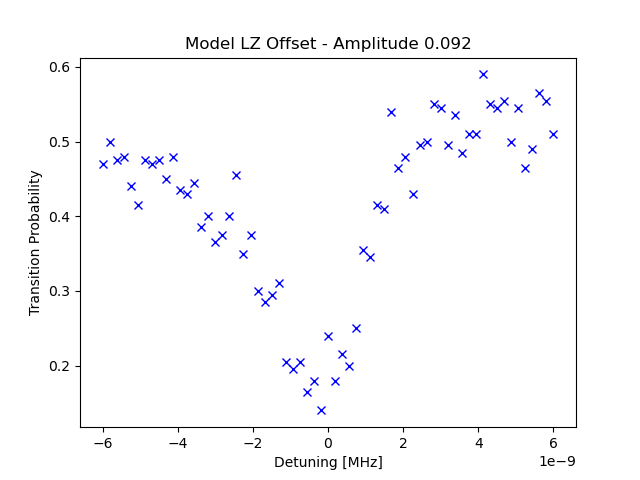 Model LZ Offset - Amplitude 0.092
Transition Probability
0.6
0.5
0.4
0.3
0.2
−6 −4 −2 0 2 4 6
1e−9
Detuning [MHz]